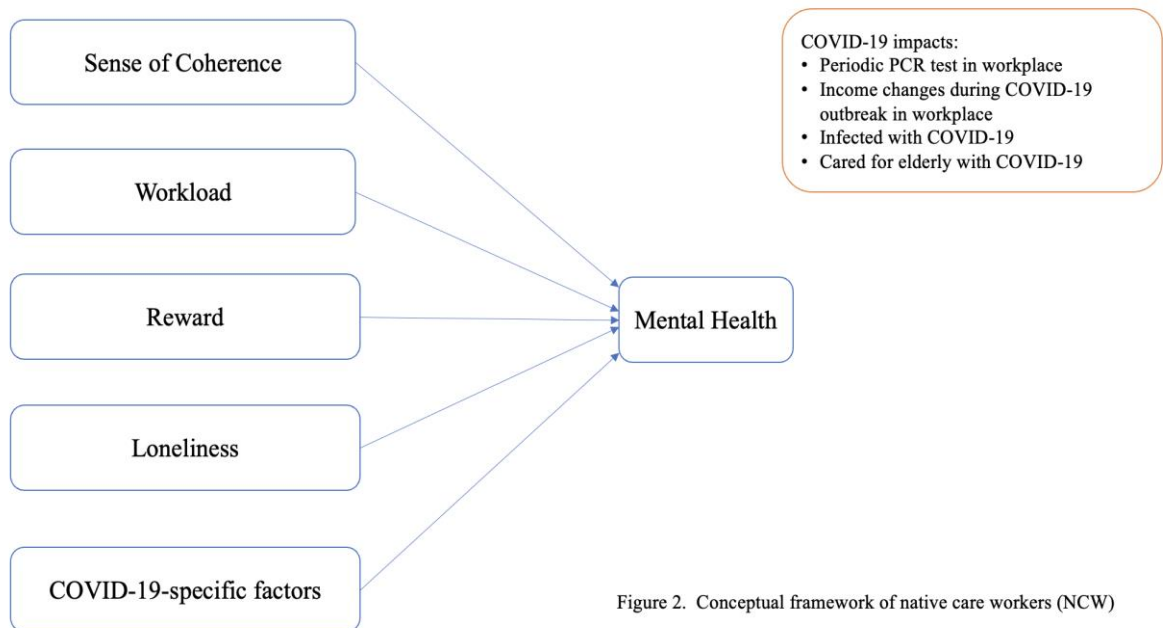 Sense of Coherence
Workload
Reward
Loneliness
COVID-19-specific factors
Mental Health
COVID-19 impacts:
• Periodic PCR test in workplace
• Income changes during COVID-19
outbreak in workplace
• Infected with COVID-19
• Cared for elderly with COVID-19
Figure 2. Conceptual framework of native care workers (NCW)